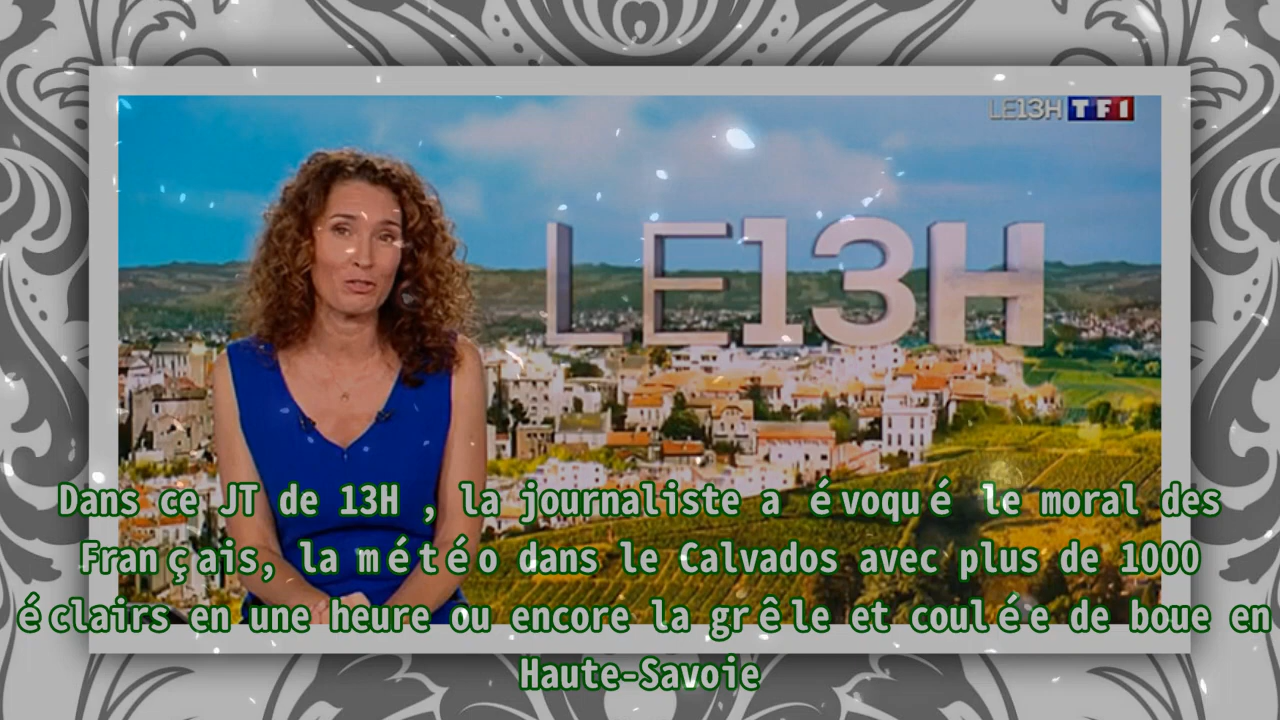 LE13H TF1
LE13H
Dans ce JT de 13H , la journaliste a évoqué le moral des
Français, la météo dans le Calvados avec plus de 1000
éclairs en une heure ou encore la grêle et coulée de boue en
Haute-Savoie